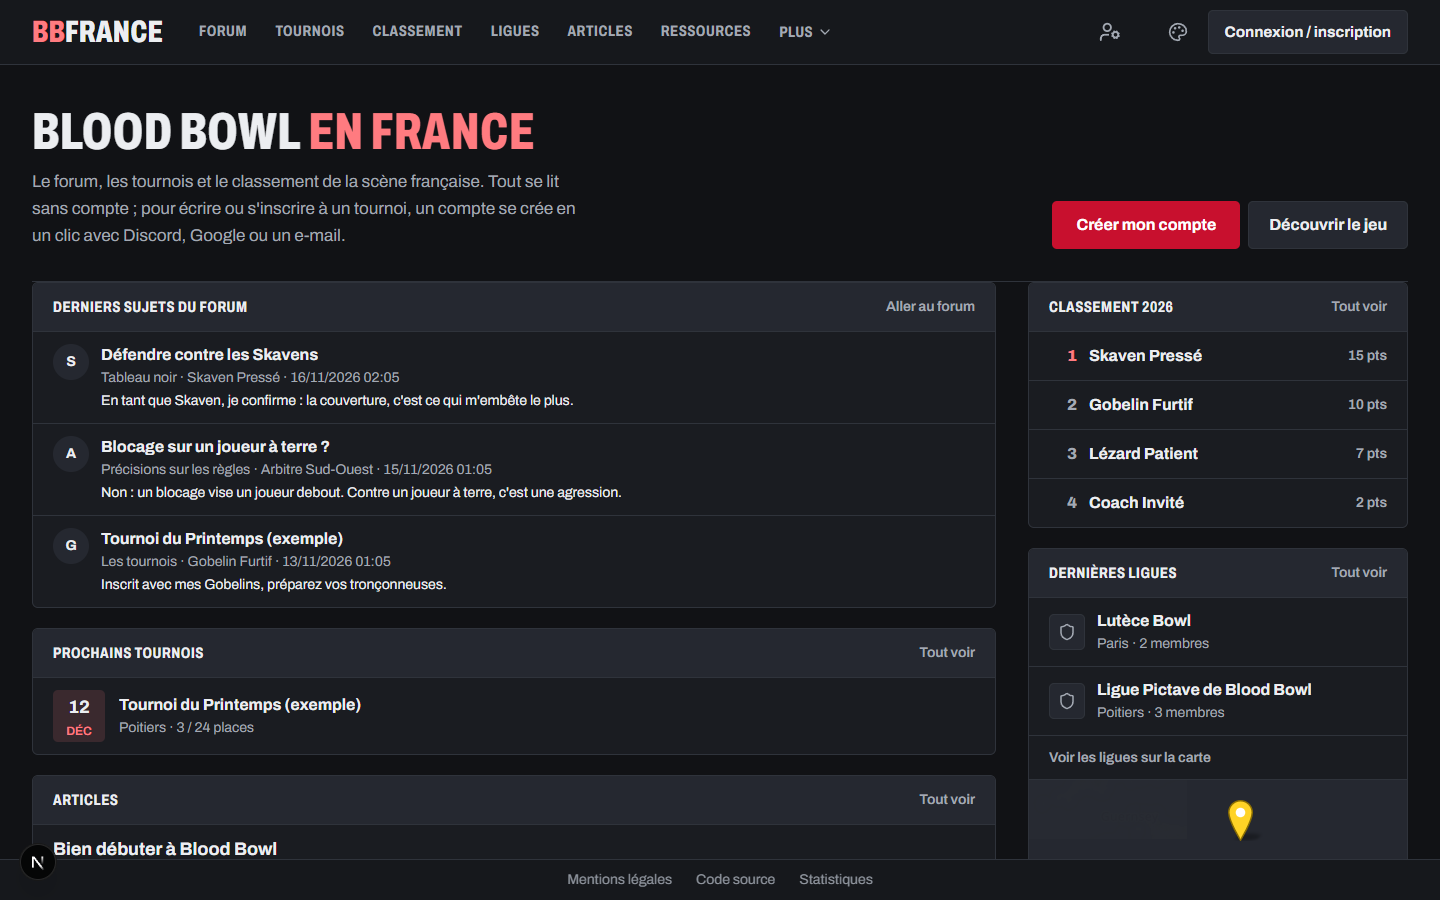 BBFRANCE FORUM TOURNOIS CLASSEMENT LIGUES ARTICLES RESSOURCES PLUS Connexion / inscription
BLOOD BOWL EN FRANCE
Le forum, les tournois et le classement de la scène française. Tout se lit
sans compte ; pour écrire ou s'inscrire à un tournoi, un compte se crée en
un clic avec Discord, Google ou un e-mail.
Créer mon compte Découvrir le jeu
DERNIERS SUJETS DU FORUM Aller au forum
S
Défendre contre les Skavens
Tableau noir · Skaven Pressé · 16/11/2026 02:05
En tant que Skaven, je confirme : la couverture, c'est ce qui m'embête le plus.
A
Blocage sur un joueur à terre ?
Précisions sur les règles · Arbitre Sud-Ouest · 15/11/2026 01:05
Non : un blocage vise un joueur debout. Contre un joueur à terre, c'est une agression.
G
Tournoi du Printemps (exemple)
Les tournois · Gobelin Furtif · 13/11/2026 01:05
Inscrit avec mes Gobelins, préparez vos tronçonneuses.
PROCHAINS TOURNOIS Tout voir
12
DÉC
Tournoi du Printemps (exemple)
Poitiers · 3 / 24 places
ARTICLES Tout voir
Bien débuter à Blood Bowl
CLASSEMENT 2026 Tout voir
1 Skaven Pressé 15 pts
2 Gobelin Furtif 10 pts
3 Lézard Patient 7 pts
4 Coach Invité 2 pts
DERNIÈRES LIGUES Tout voir
Lutèce Bowl
Paris · 2 membres
Ligue Pictave de Blood Bowl
Poitiers · 3 membres
Voir les ligues sur la carte
N
Mentions légales Code source Statistiques